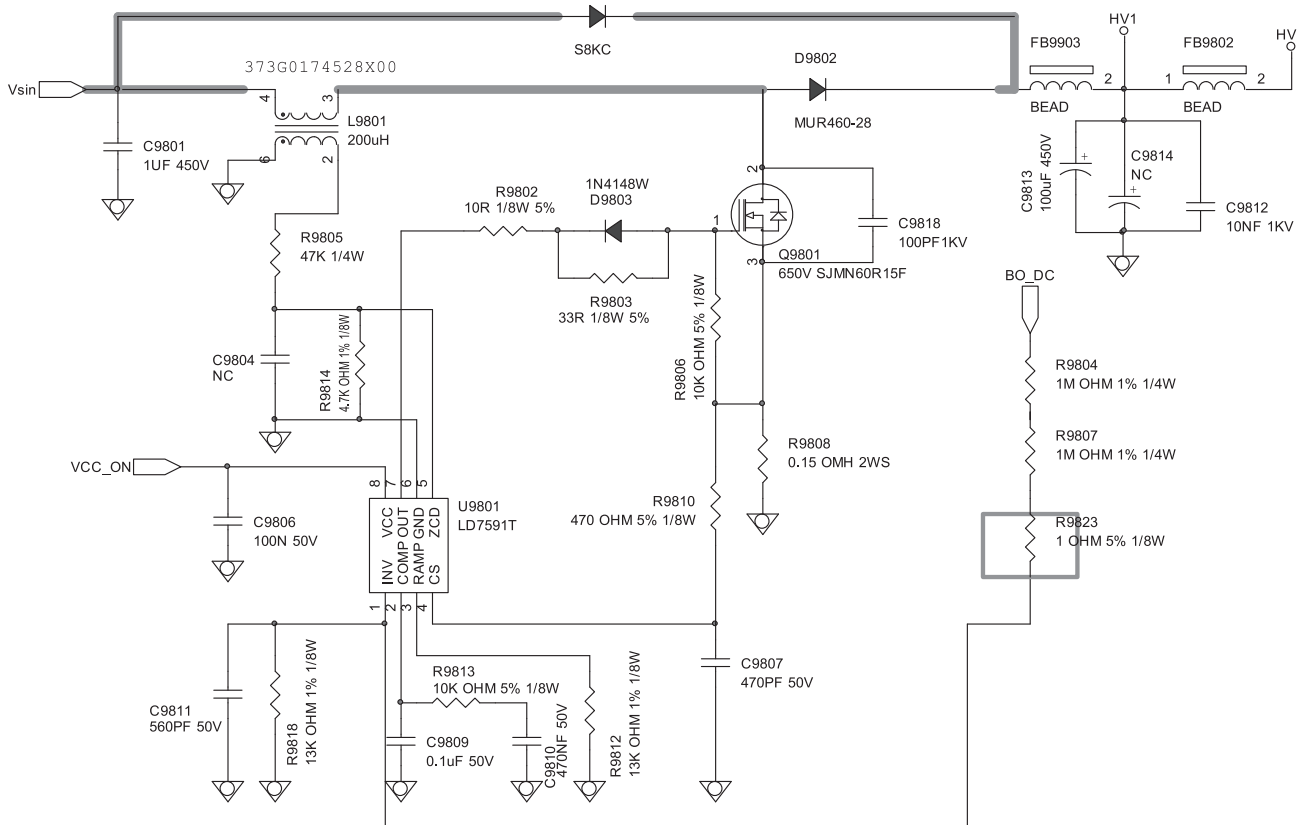 HV1
HV
S8KC
FB9903
FB9802
D9802
373G0174528X00
Vsin
4
3
2
1
2
BEAD
BEAD
MUR460-28
L9801
200uH
C9801
1UF 450V
6
2
C9813
100uF 450V
+
C9814
NC
+
C9812
10NF 1KV
R9802
10R 1/8W 5%
1N4148W
D9803
2
1
3
C9818
100PF1KV
Q9801
650V SJMN60R15F
R9805
47K 1/4W
R9803
33R 1/8W 5%
BO_DC
R9806
10K OHM 5% 1/8W
C9804
NC
R9814
4.7K OHM 1% 1/8W
R9804
1M OHM 1% 1/4W
R9807
1M OHM 1% 1/4W
R9808
0.15 OMH 2WS
VCC_ON
8
7
6
5
U9801
LD7591T
INV VCC
COMP OUT
RAMP GND
CS ZCD
1
2
3
4
R9810
470 OHM 5% 1/8W
C9806
100N 50V
R9823
1 OHM 5% 1/8W
C9807
470PF 50V
C9811
560PF 50V
R9818
13K OHM 1% 1/8W
R9813
10K OHM 5% 1/8W
C9809
0.1uF 50V
C9810
470NF 50V
R9812
13K OHM 1% 1/8W